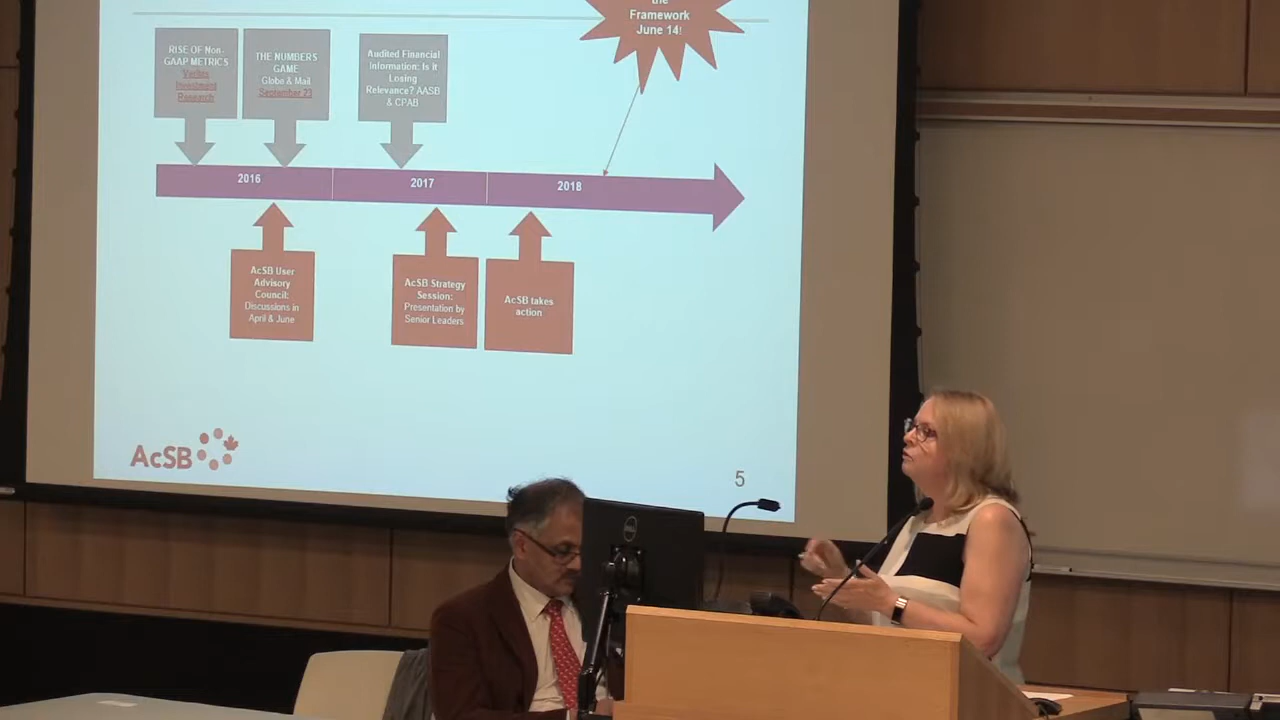 the
Framework
June 14!
RISE OF Non-
GAAP METRICS
Veritas
Investment
Research
THE NUMBERS
GAME
Globe & Mail
September 23
Audited Financial
Information: Is it
Losing
Relevance? AASB
& CPAB
2016
2017
2018
AcSB User
Advisory
Council:
Discussions in
April & June
AcSB Strategy
Session:
Presentation by
Senior Leaders
AcSB takes
action
AcSB
5
DELL